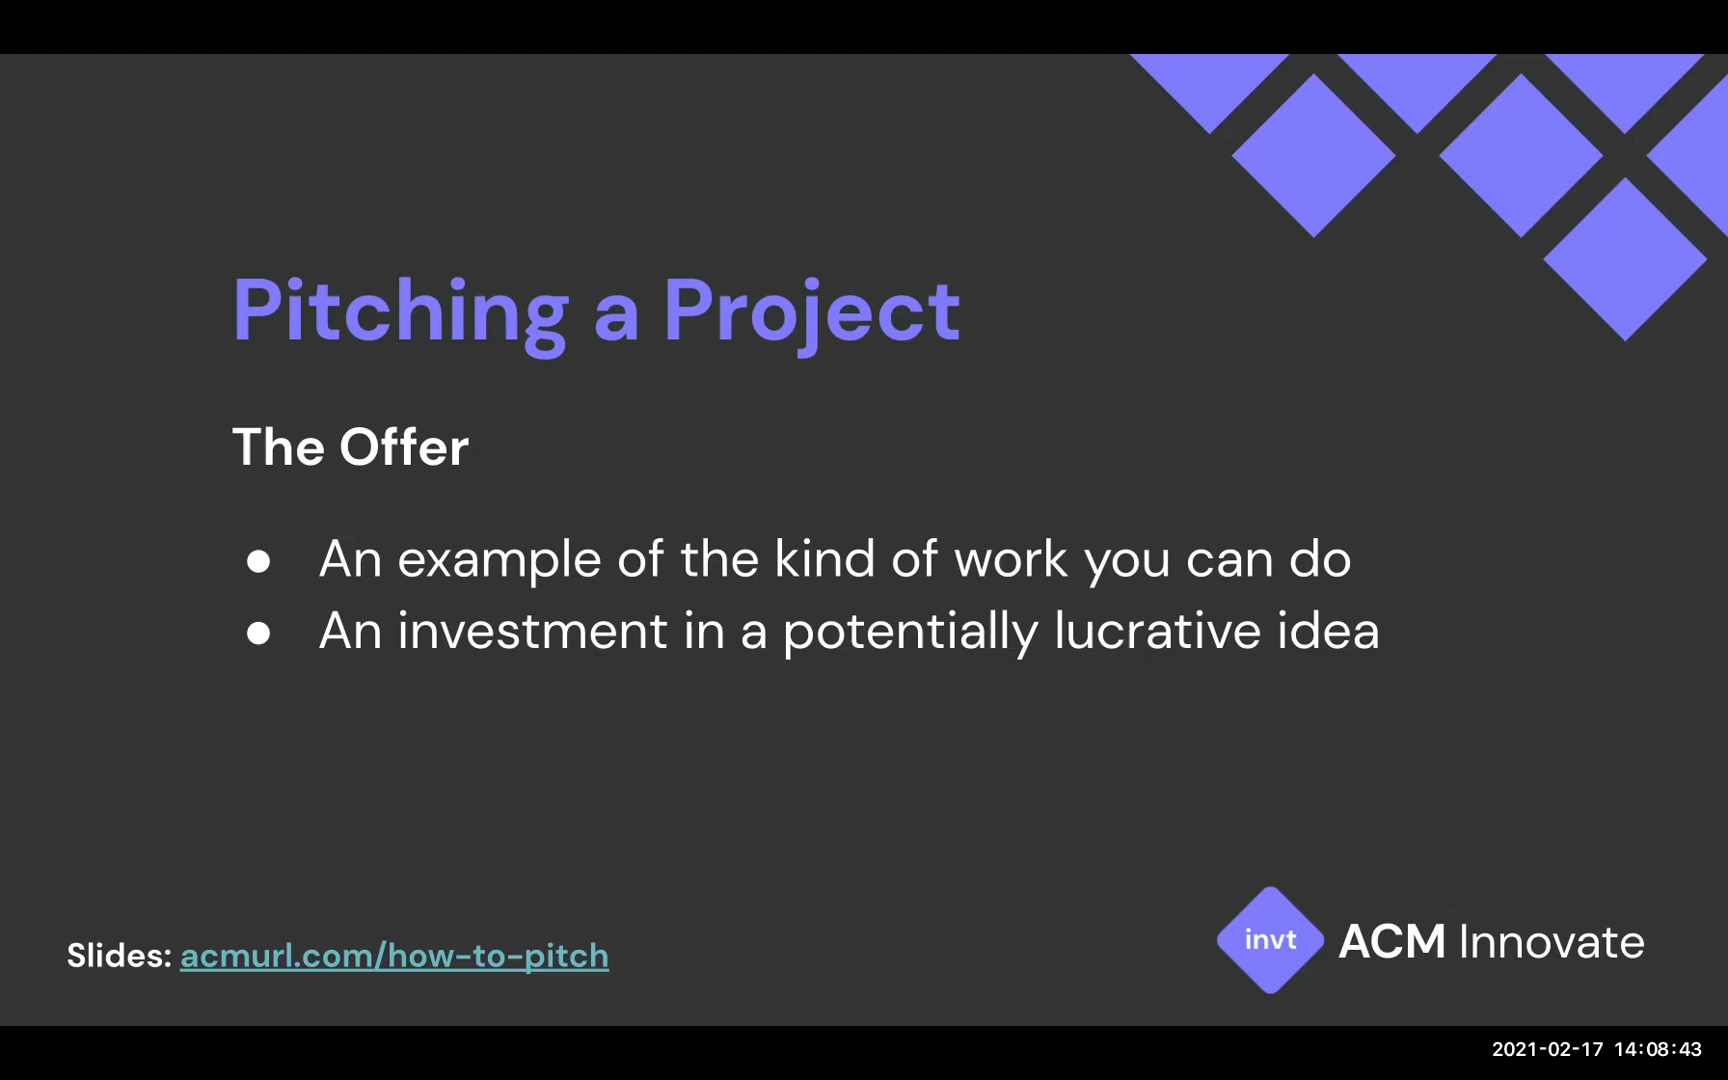 Pitching a Project
The Offer
● An example of the kind of work you can do
● An investment in a potentially lucrative idea
Slides: acmurl.com/how-to-pitch
invt ACM Innovate
2021-02-17 14:08:43